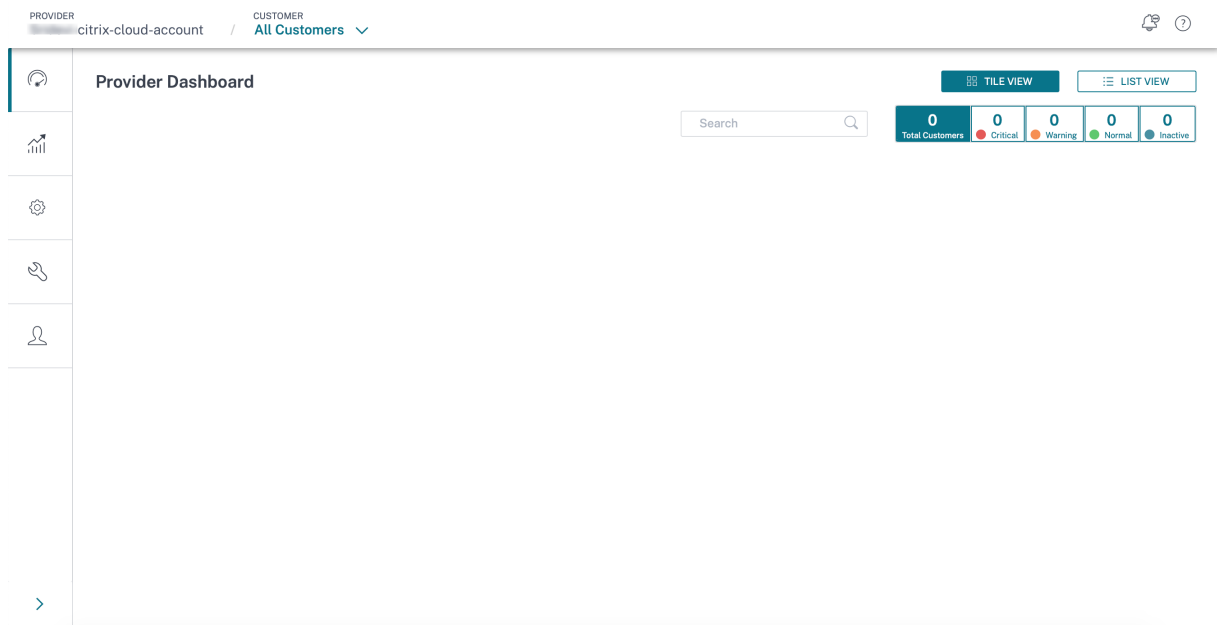 PROVIDER
citrix-cloud-account / 
CUSTOMER
All Customers
Provider Dashboard
TILE VIEW
LIST VIEW
Search
0 Total Customers
0 Critical
0 Warning
0 Normal
0 Inactive